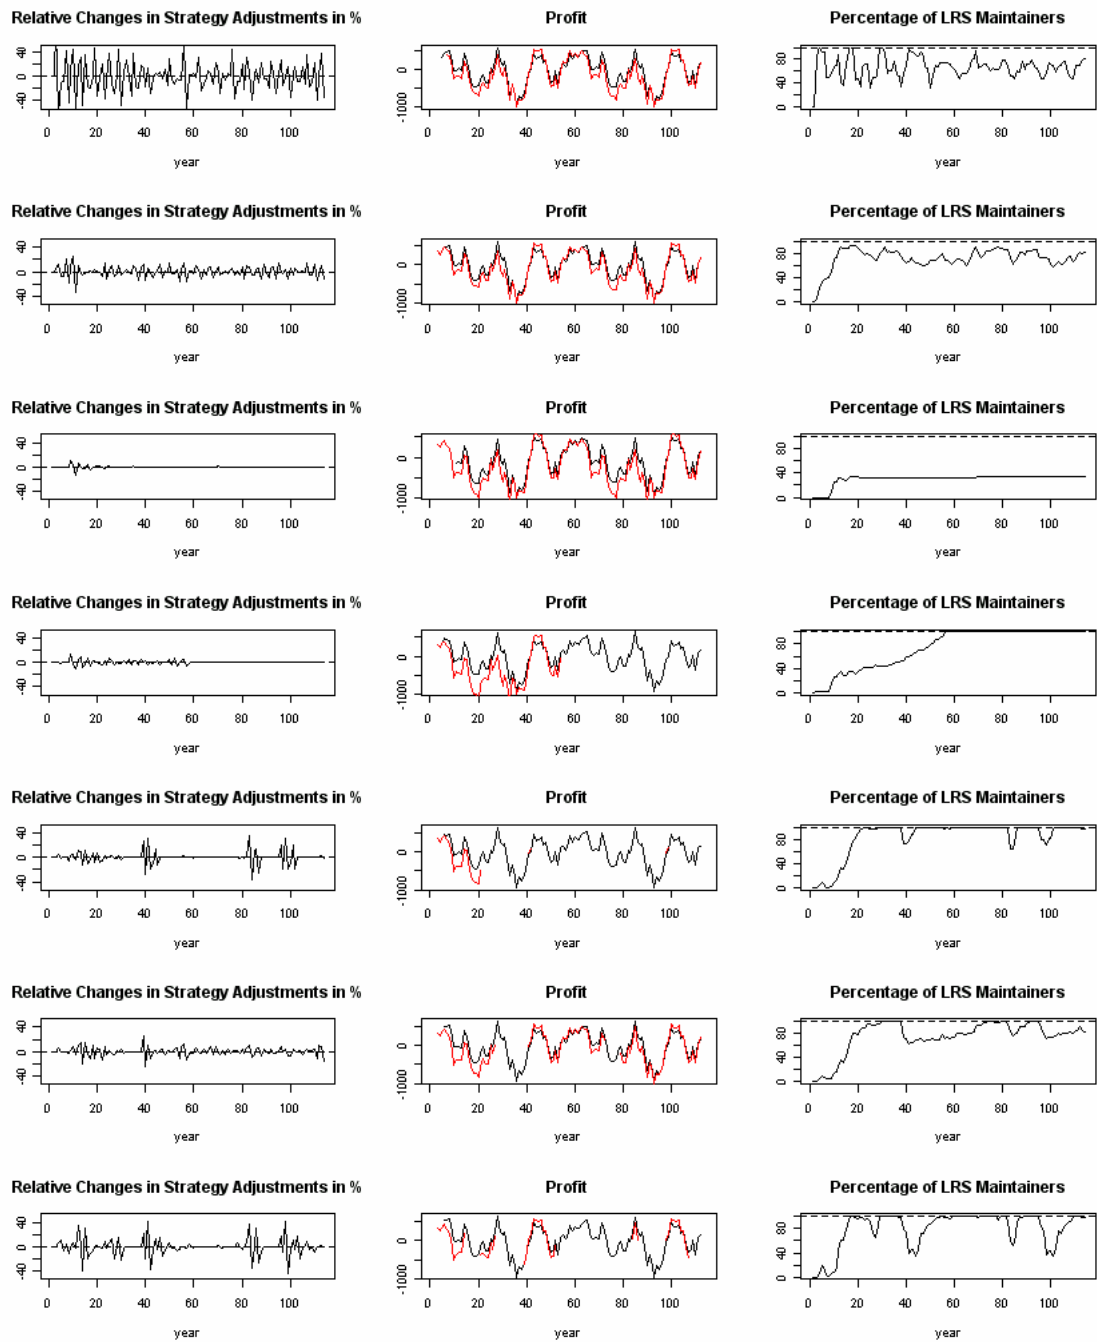 Relative Changes in Strategy Adjustments in % Profit Percentage of LRS Maintainers
40 0 -40 0 -1000 80 40 0
0 20 40 60 80 100 0 20 40 60 80 100 0 20 40 60 80 100
year year year
Relative Changes in Strategy Adjustments in % Profit Percentage of LRS Maintainers
40 0 -40 0 -1000 80 40 0
0 20 40 60 80 100 0 20 40 60 80 100 0 20 40 60 80 100
year year year
Relative Changes in Strategy Adjustments in % Profit Percentage of LRS Maintainers
40 0 -40 0 -1000 80 40 0
0 20 40 60 80 100 0 20 40 60 80 100 0 20 40 60 80 100
year year year
Relative Changes in Strategy Adjustments in % Profit Percentage of LRS Maintainers
40 0 -40 0 -1000 80 40 0
0 20 40 60 80 100 0 20 40 60 80 100 0 20 40 60 80 100
year year year
Relative Changes in Strategy Adjustments in % Profit Percentage of LRS Maintainers
40 0 -40 0 -1000 80 40 0
0 20 40 60 80 100 0 20 40 60 80 100 0 20 40 60 80 100
year year year
Relative Changes in Strategy Adjustments in % Profit Percentage of LRS Maintainers
40 0 -40 0 -1000 80 40 0
0 20 40 60 80 100 0 20 40 60 80 100 0 20 40 60 80 100
year year year
Relative Changes in Strategy Adjustments in % Profit Percentage of LRS Maintainers
40 0 -40 0 -1000 80 40 0
0 20 40 60 80 100 0 20 40 60 80 100 0 20 40 60 80 100
year year year